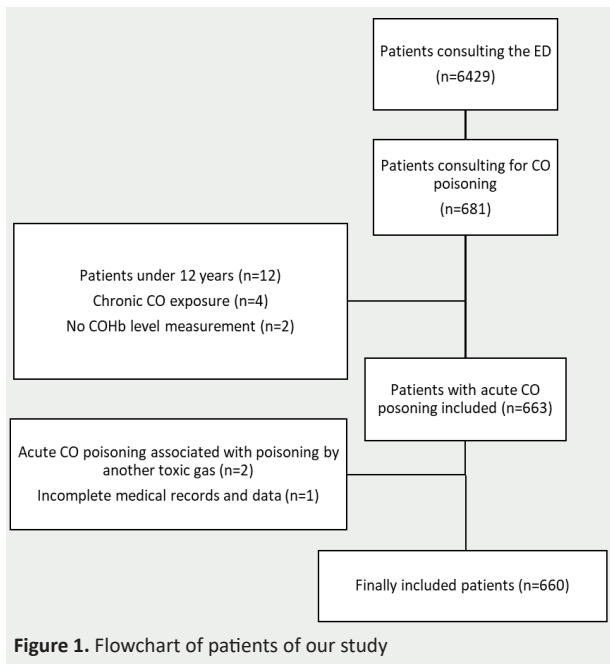 Patients consulting the ED
(n=6429)
Patients consulting for CO
poisoning
(n=681)
Patients under 12 years (n=12)
Chronic CO exposure (n=4)
No COHb level measurement (n=2)
Patients with acute CO
posoning included (n=663)
Acute CO poisoning associated with poisoning by
another toxic gas (n=2)
Incomplete medical records and data (n=1)
Finally included patients (n=660)
Figure 1. Flowchart of patients of our study